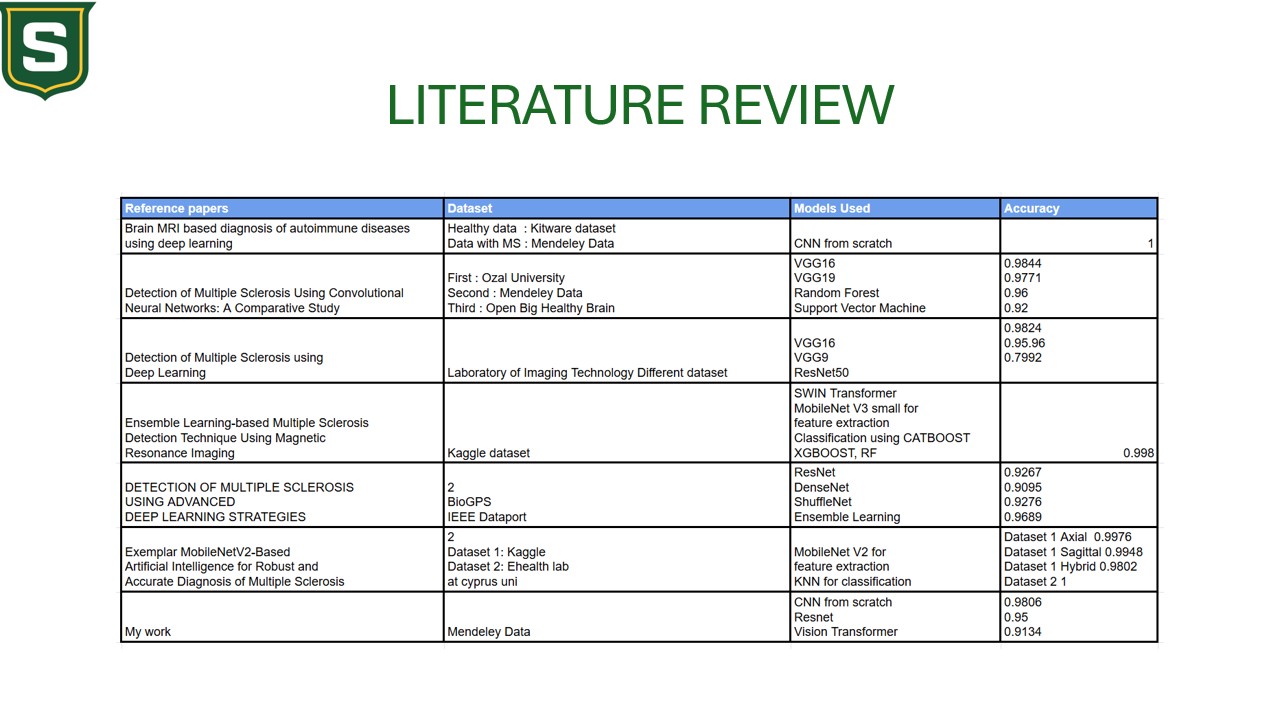 S
LITERATURE REVIEW
Reference papers Dataset Models Used Accuracy
Brain MRI based diagnosis of autoimmune diseases
using deep learning
Healthy data : Kitware dataset
Data with MS : Mendeley Data
CNN from scratch
1
Detection of Multiple Sclerosis Using Convolutional
Neural Networks: A Comparative Study
First : Ozal University
Second : Mendeley Data
Third : Open Big Healthy Brain
VGG16
VGG19
Random Forest
Support Vector Machine
0.9844
0.9771
0.96
0.92
Detection of Multiple Sclerosis using
Deep Learning
Laboratory of Imaging Technology Different dataset
VGG16
VGG9
ResNet50
0.9824
0.95.96
0.7992
Ensemble Learning-based Multiple Sclerosis
Detection Technique Using Magnetic
Resonance Imaging
Kaggle dataset
SWIN Transformer
MobileNet V3 small for
feature extraction
Classification using CATBOOST
XGBOOST, RF
0.998
DETECTION OF MULTIPLE SCLEROSIS
USING ADVANCED
DEEP LEARNING STRATEGIES
2
BioGPS
IEEE Dataport
ResNet
DenseNet
ShuffleNet
Ensemble Learning
0.9267
0.9095
0.9276
0.9689
Exemplar MobileNetV2-Based
Artificial Intelligence for Robust and
Accurate Diagnosis of Multiple Sclerosis
2
Dataset 1: Kaggle
Dataset 2: Ehealth lab
at cyprus uni
MobileNet V2 for
feature extraction
KNN for classification
Dataset 1 Axial 0.9976
Dataset 1 Sagittal 0.9948
Dataset 1 Hybrid 0.9802
Dataset 2 1
My work
Mendeley Data
CNN from scratch
Resnet
Vision Transformer
0.9806
0.95
0.9134